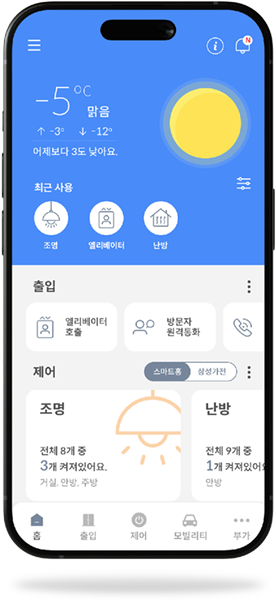 N
-5°C 맑음
↑ -3° ↓ -12°
어제보다 3도 낮아요.
최근 사용
조명 엘리베이터 난방
출입
엘리베이터
호출
방문자
원격통화
제어 스마트홈 삼성가전
조명
전체 8개 중
3개 켜져있어요.
거실, 안방, 주방
난방
전체 9개 중
1개 켜져있어요.
안방
홈 출입 제어 모빌리티 부가